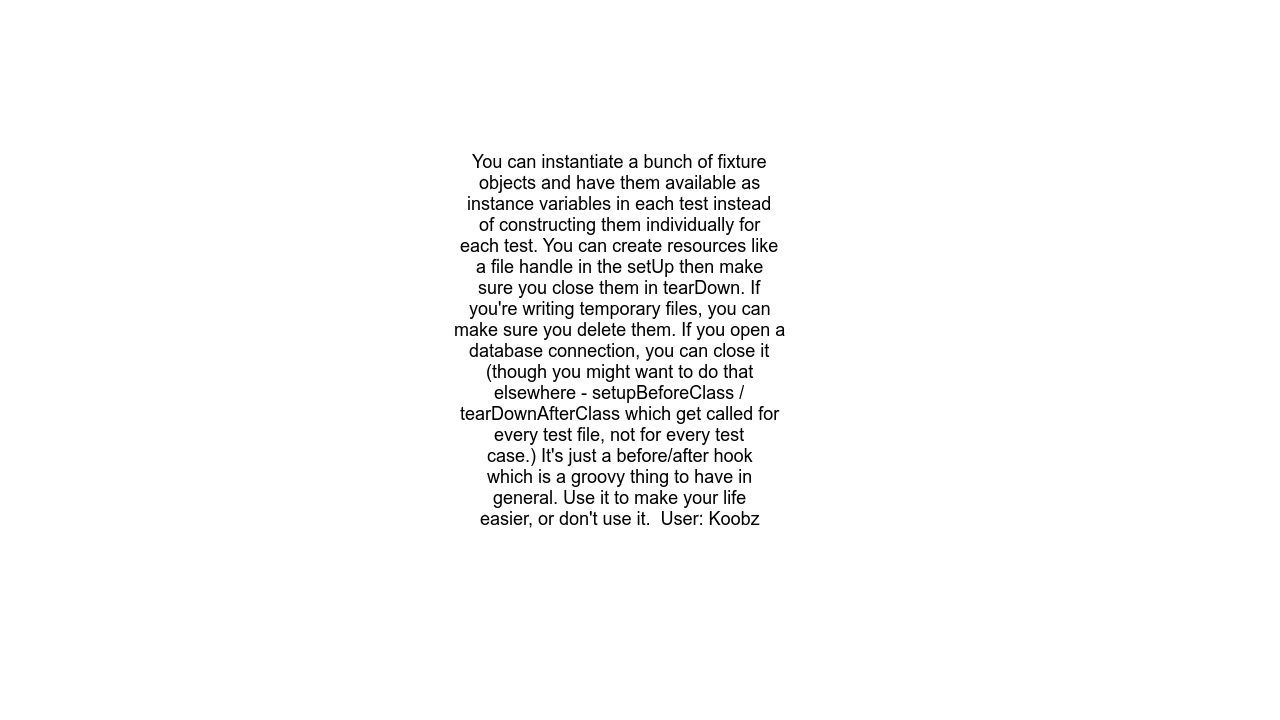 You can instantiate a bunch of fixture
objects and have them available as
instance variables in each test instead
of constructing them individually for
each test. You can create resources like
a file handle in the setUp then make
sure you close them in tearDown. If
you're writing temporary files, you can
make sure you delete them. If you open a
database connection, you can close it
(though you might want to do that
elsewhere - setupBeforeClass /
tearDownAfterClass which get called for
every test file, not for every test
case.) It's just a before/after hook
which is a groovy thing to have in
general. Use it to make your life
easier, or don't use it.  User: Koobz